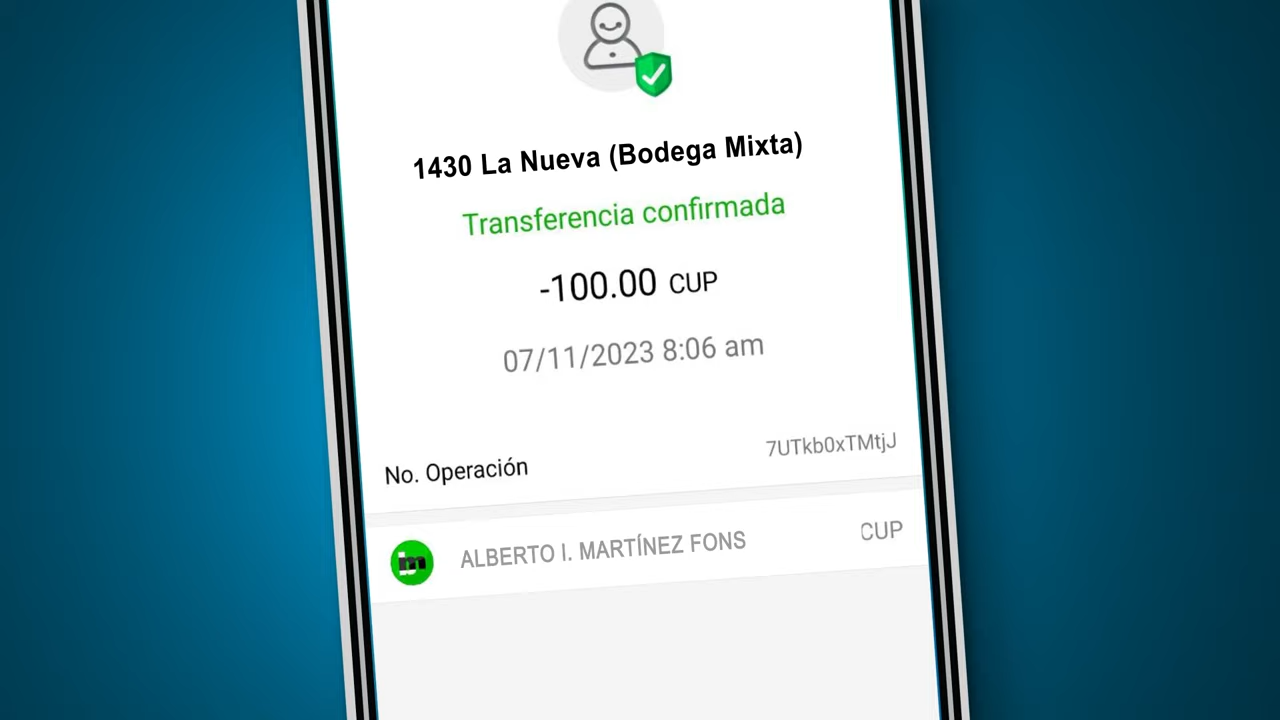 1430 La Nueva (Bodega Mixta)
Transferencia confirmada
-100.00 CUP
07/11/2023 8:06 am
No. Operación 7UTkb0xTMtjJ
ALBERTO I. MARTÍNEZ FONS CUP